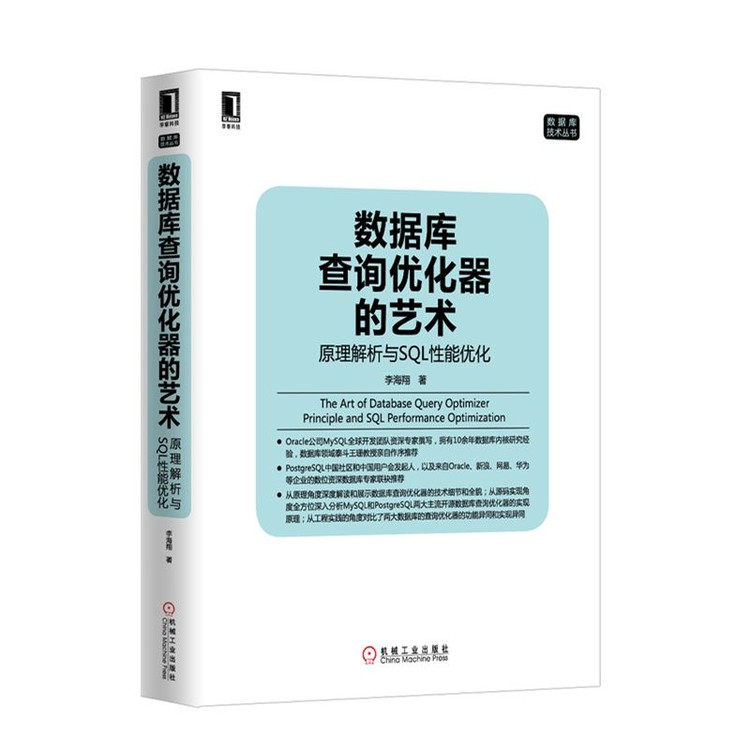 华章科技
数据库
技术丛书
数据库查询优化器的艺术
原理解析与
SQL性能优化
李海翔 著
机械工业出版社
China Machine Press
华章科技
数据库
技术丛书
数据库
查询优化器
的艺术
原理解析与SQL性能优化
李海翔 著
The Art of Database Query Optimizer
Principle and SQL Performance Optimization
● Oracle公司MySQL全球开发团队资深专家撰写，拥有10余年数据库内核研究经
验，数据库领域泰斗王珊教授亲自作序推荐
● PostgreSQL中国社区和中国用户会发起人，以及来自Oracle、新浪、网易、华为
等企业的数位资深数据库专家联袂推荐
● 从原理角度深度解读和展示数据库查询优化器的技术细节和全貌；从源码实现角
度全方位深入分析MySQL和PostgreSQL两大主流开源数据库查询优化器的实现
原理；从工程实践的角度对比了两大数据库的查询优化器的功能异同和实现异同
机械工业出版社
China Machine Press